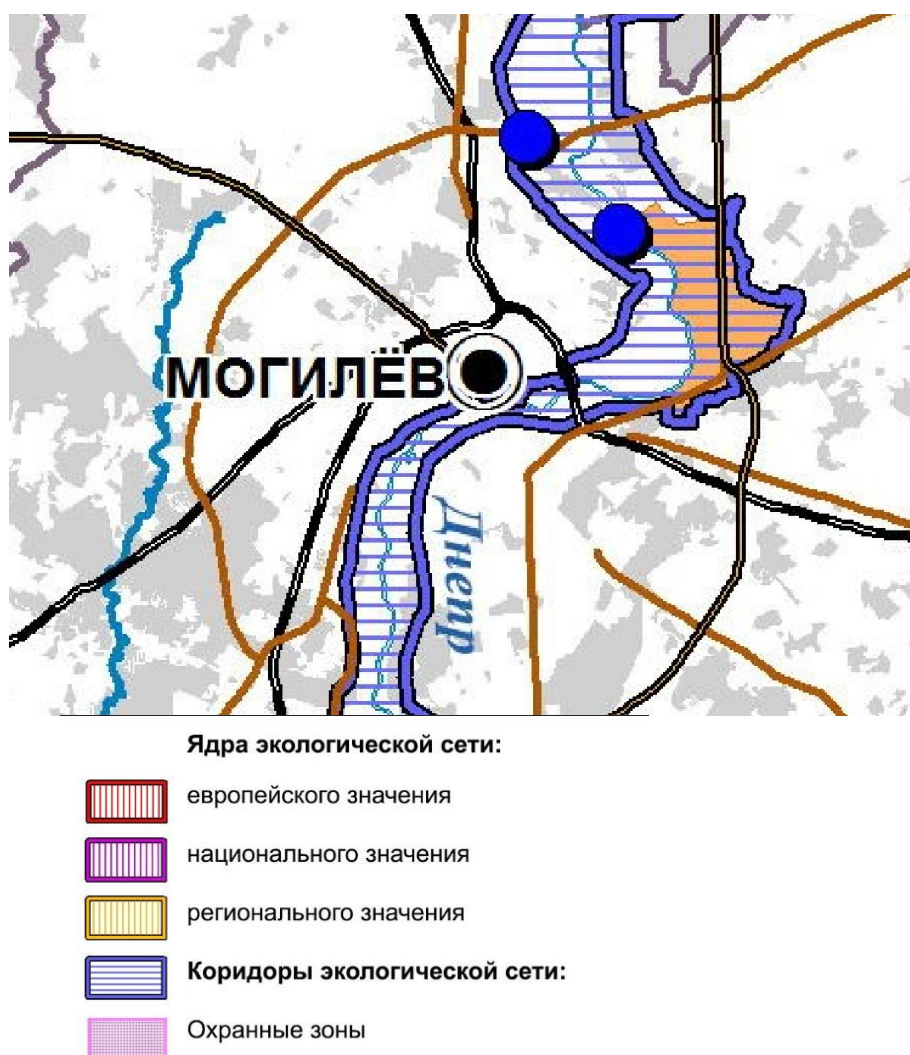 МОГИЛЁВ
Днепр
Ядра экологической сети:
европейского значения
национального значения
регионального значения
Коридоры экологической сети:
Охранные зоны